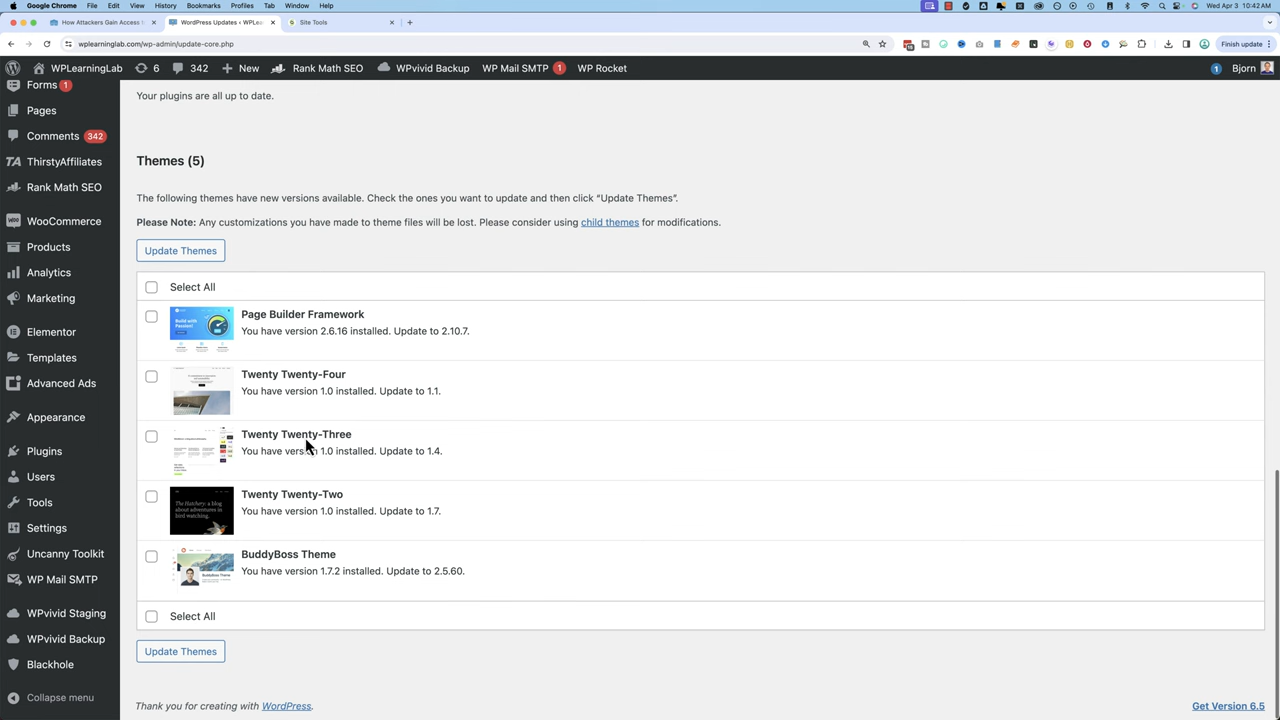 Google Chrome File Edit View History Bookmarks Profiles Tab Window Help
Wed Apr 3 10:42 AM
How Attackers Gain Access t
WordPress Updates ‹ WPLea
Site Tools
wplearninglab.com/wp-admin/update-core.php
Finish update
WPLearningLab 6 342 New Rank Math SEO WPvivid Backup WP Mail SMTP 1 WP Rocket
1 Bjorn
Forms 1
Pages
Comments 342
ThirstyAffiliates
Rank Math SEO
WooCommerce
Products
Analytics
Marketing
Elementor
Templates
Advanced Ads
Appearance
Plugins
Users
Tools
Settings
Uncanny Toolkit
WP Mail SMTP
WPvivid Staging
WPvivid Backup
Blackhole
Collapse menu
Your plugins are all up to date.
Themes (5)
The following themes have new versions available. Check the ones you want to update and then click “Update Themes”.
Please Note: Any customizations you have made to theme files will be lost. Please consider using child themes for modifications.
Update Themes
Select All
Page Builder Framework
You have version 2.6.16 installed. Update to 2.10.7.
Twenty Twenty-Four
You have version 1.0 installed. Update to 1.1.
Twenty Twenty-Three
You have version 1.0 installed. Update to 1.4.
The Hatchery: a blog
about adventures in
bird watching.
Twenty Twenty-Two
You have version 1.0 installed. Update to 1.7.
BuddyBoss Theme
You have version 1.7.2 installed. Update to 2.5.60.
Select All
Update Themes
Thank you for creating with WordPress.
Get Version 6.5